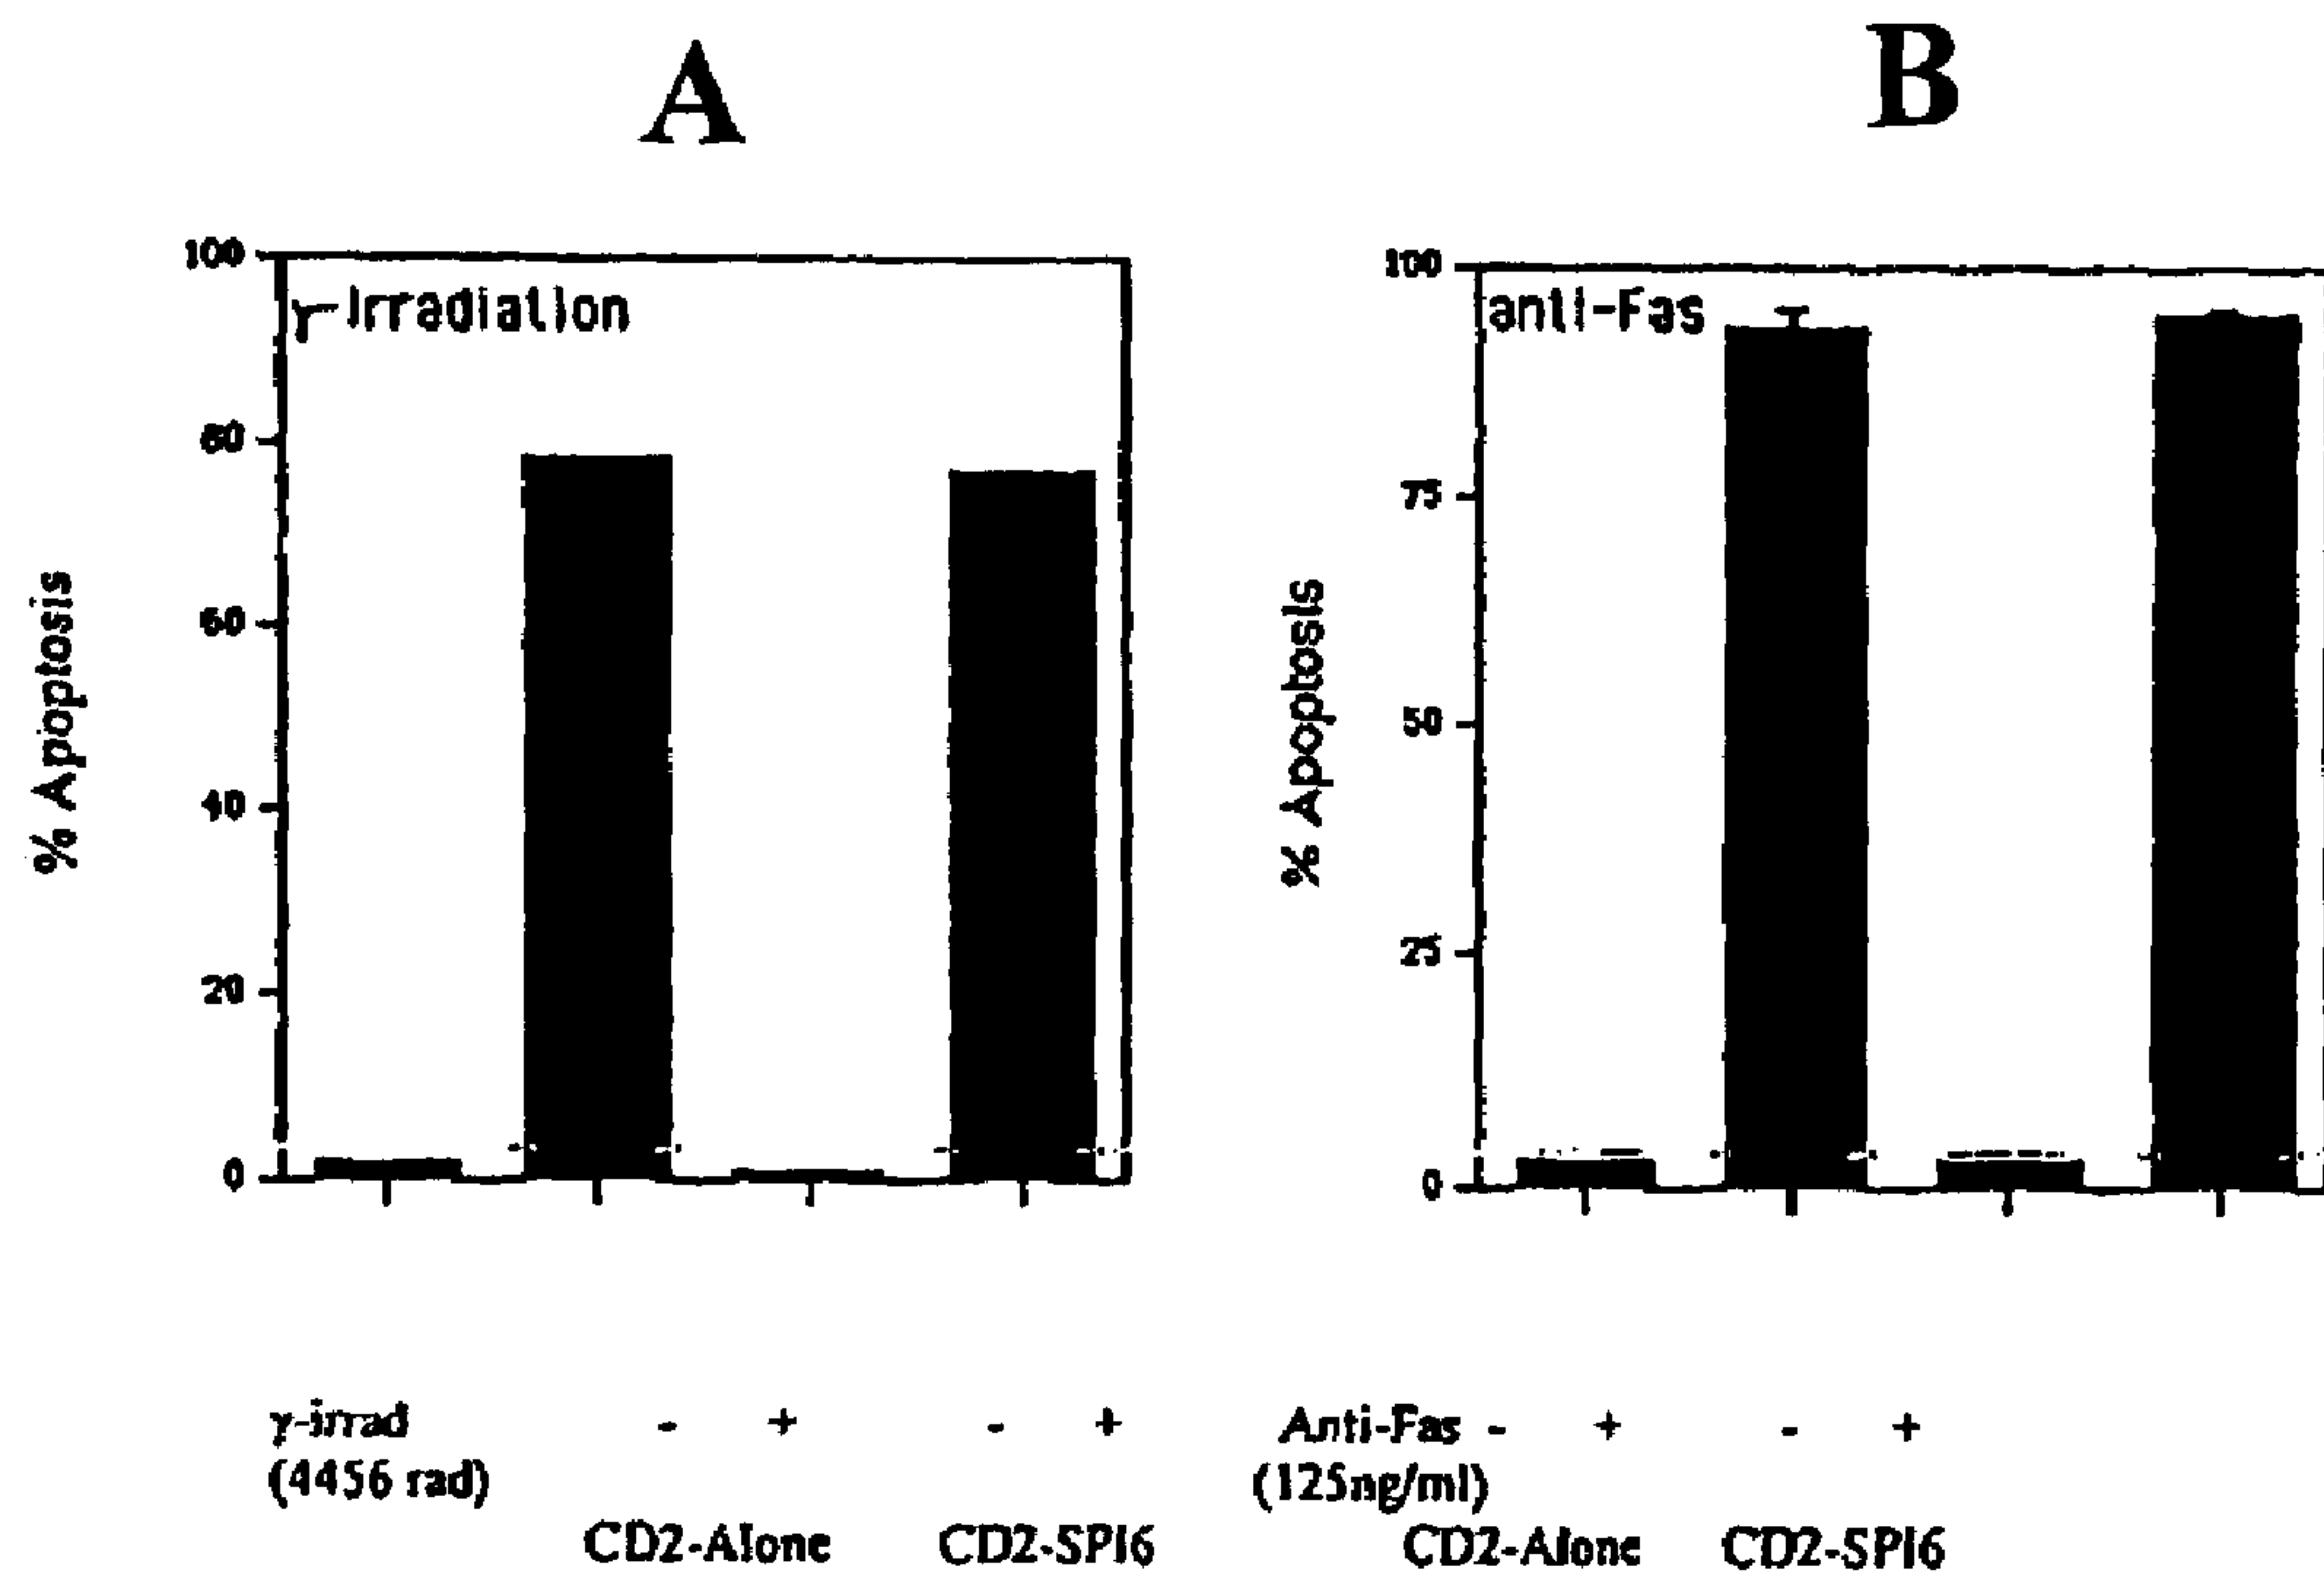 A
B
γ-Irradiation
anti-Fas
100
80
60
40
20
0
100
75
50
25
0
% Apoptosis
% Apoptosis
γ-irrad - + - +
(4456 rad)
CD2-Alone CD2-SPI6
Anti-Fas - + - +
(125ng/ml)
CD2-Alone CD2-SPI6